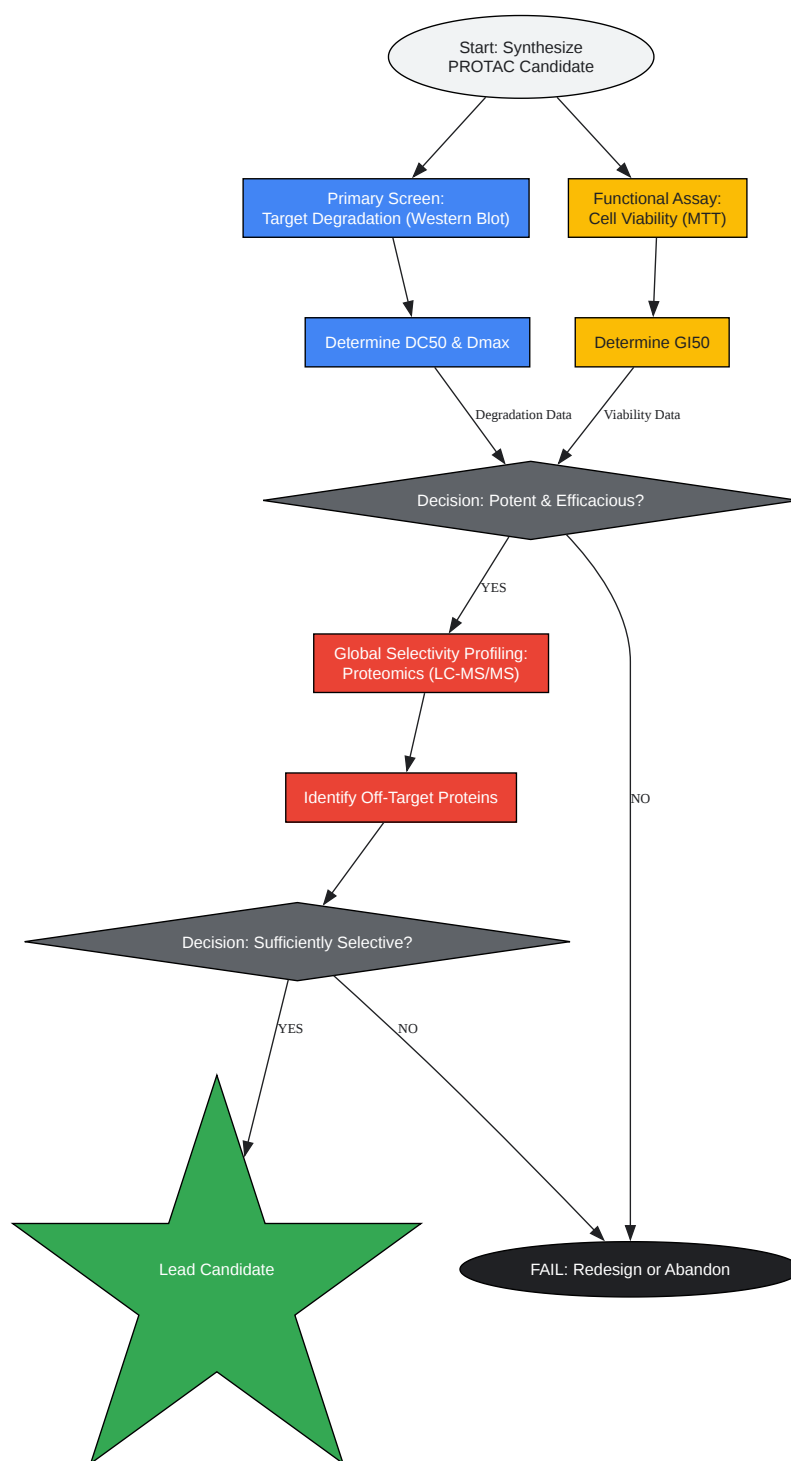 Start: Synthesize
PROTAC Candidate
Primary Screen:
Target Degradation (Western Blot)
Functional Assay:
Cell Viability (MTT)
Determine DC50 & Dmax
Determine GI50
Degradation Data
Viability Data
Decision: Potent & Efficacious?
YES
Global Selectivity Profiling:
Proteomics (LC-MS/MS)
Identify Off-Target Proteins
NO
Decision: Sufficiently Selective?
YES
NO
Lead Candidate
FAIL: Redesign or Abandon